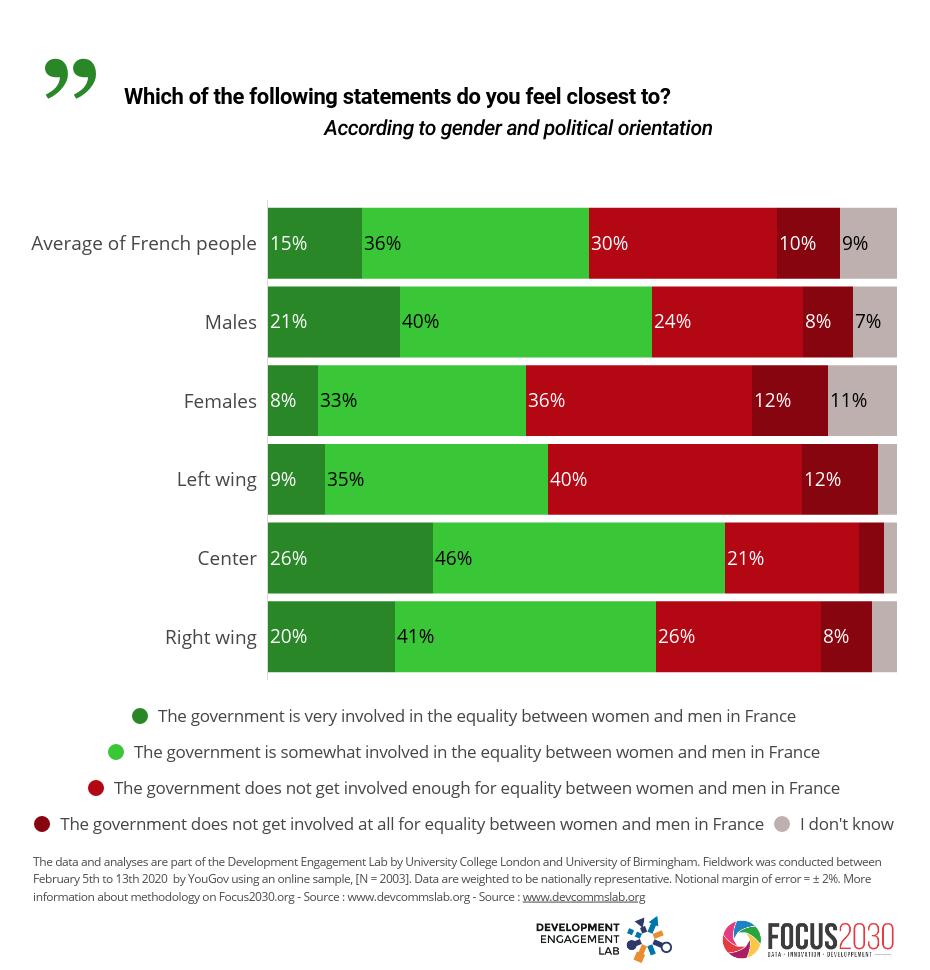 Which of the following statements do you feel closest to?
According to gender and political orientation
Average of French people 15% 36% 30% 10% 9%
Males 21% 40% 24% 8% 7%
Females 8% 33% 36% 12% 11%
Left wing 9% 35% 40% 12%
Center 26% 46% 21%
Right wing 20% 41% 26% 8%
The government is very involved in the equality between women and men in France
The government is somewhat involved in the equality between women and men in France
The government does not get involved enough for equality between women and men in France
The government does not get involved at all for equality between women and men in France I don't know
The data and analyses are part of the Development Engagement Lab by University College London and University of Birmingham. Fieldwork was conducted between
February 5th to 13th 2020 by YouGov using an online sample, [N = 2003]. Data are weighted to be nationally representative. Notional margin of error = ± 2%. More
information about methodology on Focus2030.org - Source : www.devcommslab.org - Source : www.devcommslab.org
DEVELOPMENT
ENGAGEMENT
LAB
FOCUS2030
DATA · INNOVATION · DEVELOPPEMENT